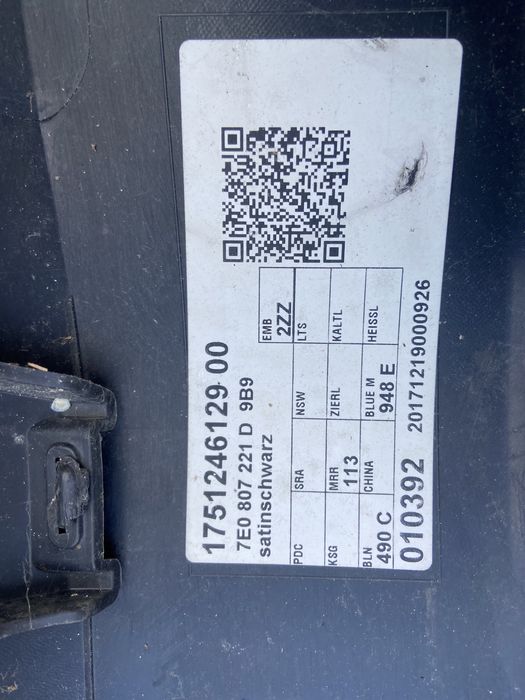 1751246129 00
7E0 807 221 D 9B9
satinschwarz
EMB
2ZZ
PDC SRA NSW LTS
KSG MRR ZIERL KALTL
113
BLN CHINA BLUE M HEISSL
490 C 948 E
010392 20171219000926